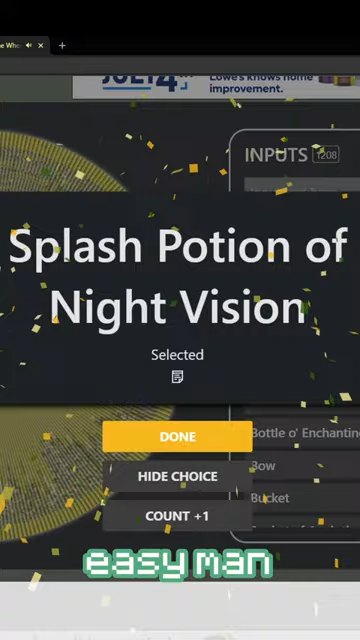 Lowe's knows home
improvement.
INPUTS 1208
Splash Potion of
Night Vision
Selected
DONE
HIDE CHOICE
COUNT +1
Bottle o' Enchanting
Bow
Bucket
easy man